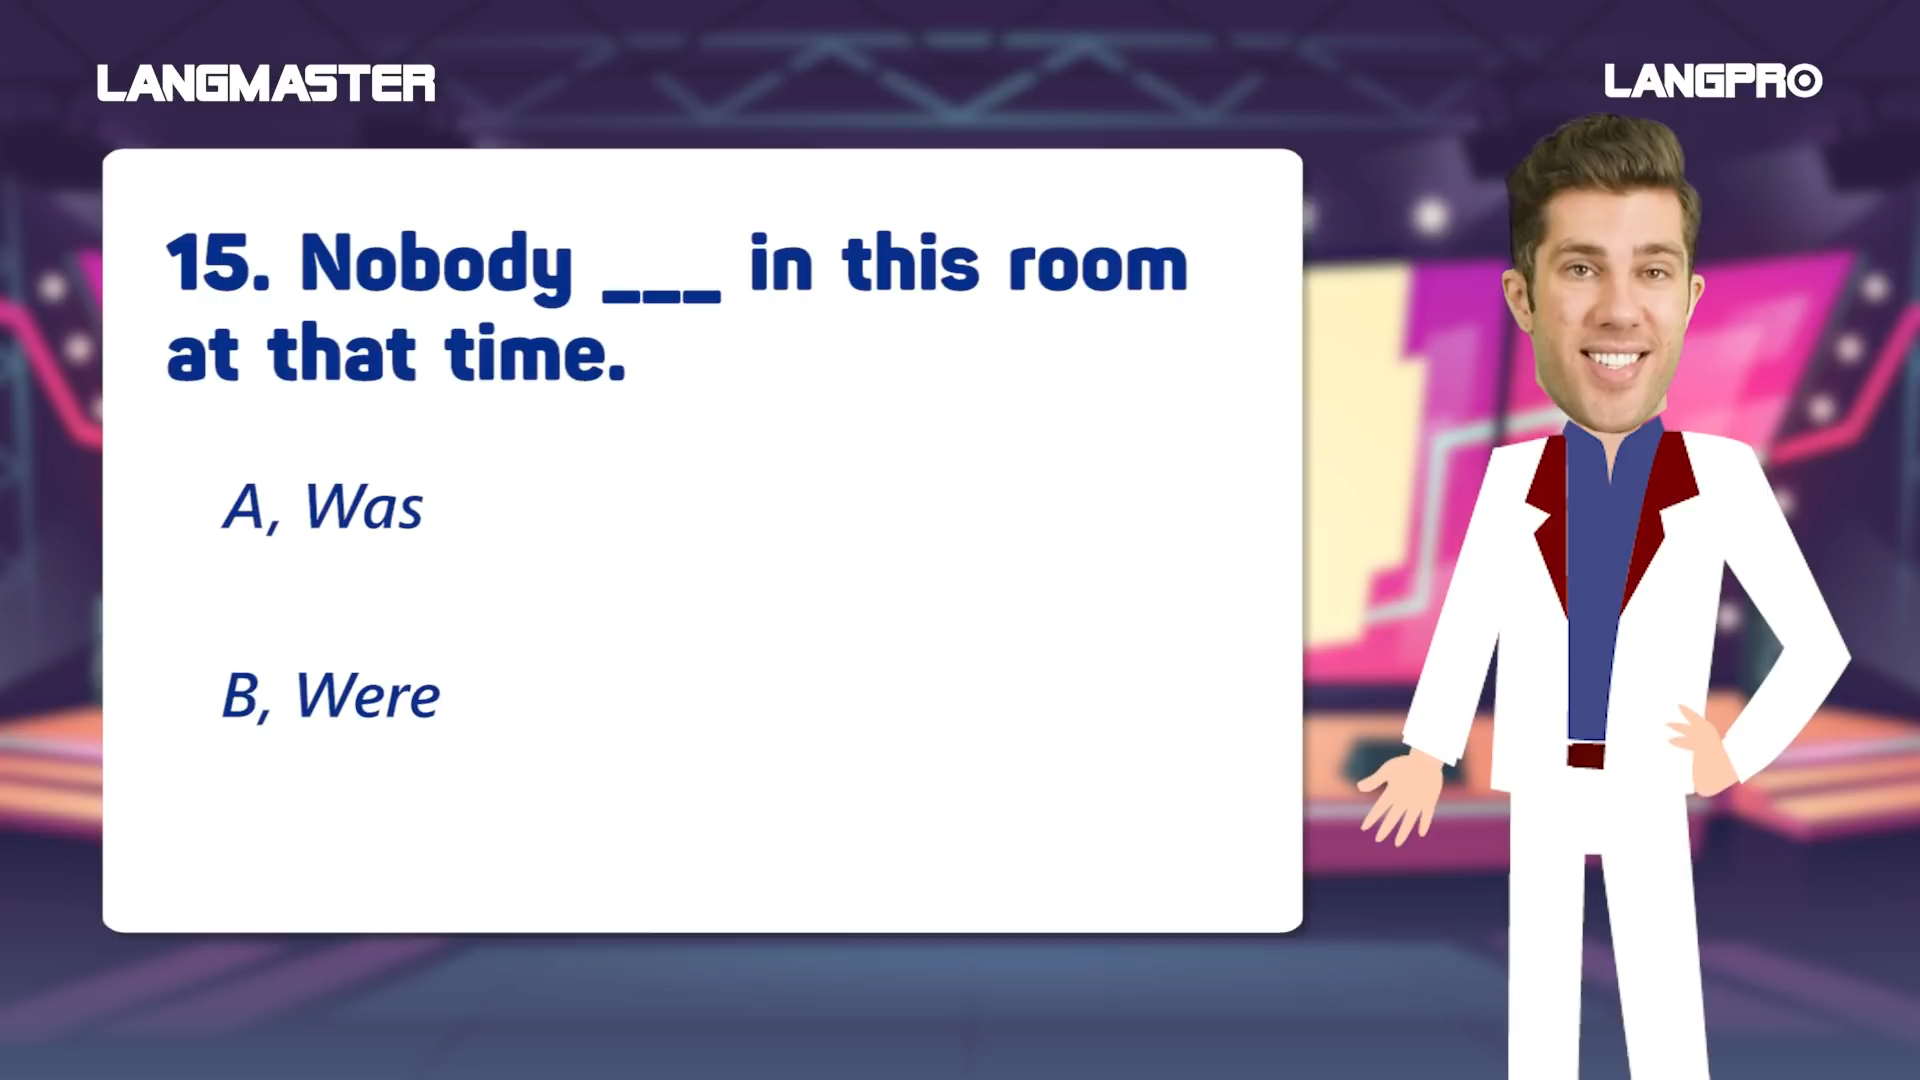 LANGMASTER
LANGPRO
15. Nobody ___ in this room
at that time.
A, Was
B, Were